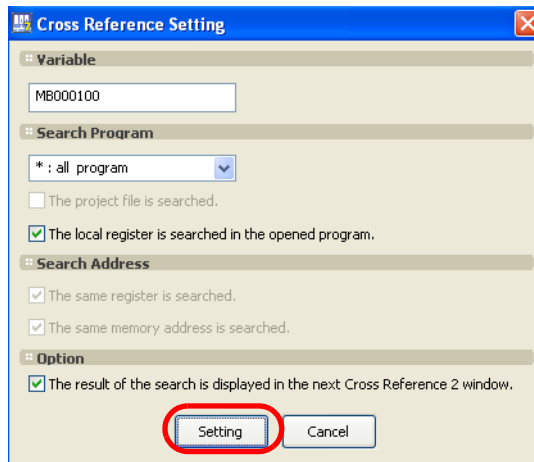 Cross Reference Setting
Variable
MB000100
Search Program
* : all program
The project file is searched.
The local register is searched in the opened program.
Search Address
The same register is searched.
The same memory address is searched.
Option
The result of the search is displayed in the next Cross Reference 2 window.
Setting Cancel